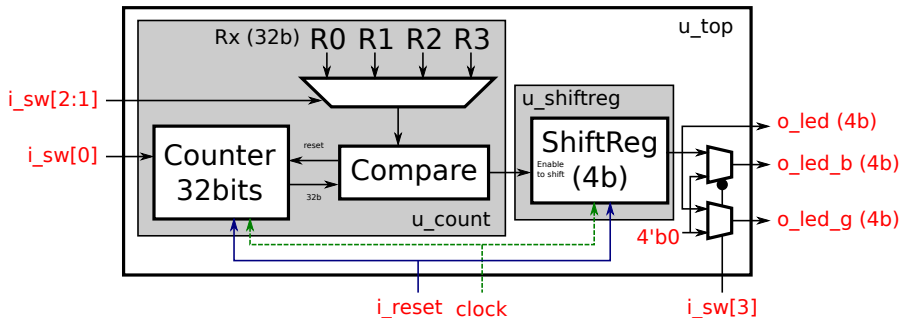 u_top
Rx (32b)
R0 R1 R2 R3
i_sw[2:1]
u_shiftreg
o_led (4b)
i_sw[0]
Counter
32bits
reset
32b
Compare
Enable
to shift
ShiftReg
(4b)
o_led_b (4b)
u_count
o_led_g (4b)
4'b0
i_reset
clock
i_sw[3]